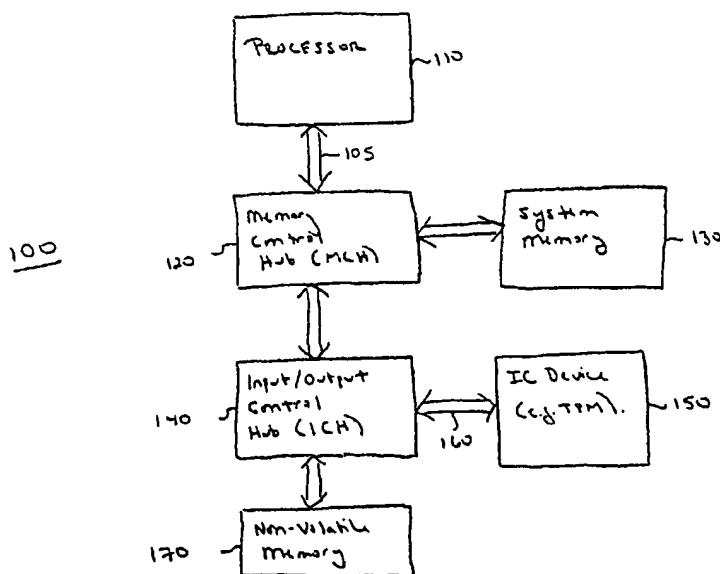 PROCESSOR
110
105
Memory
Control
Hub (MCH)
120
System
Memory
130
100
Input/Output
Control
Hub (ICH)
140
IC Device
(e.g. TPM).
150
160
Non-Volatile
Memory
170